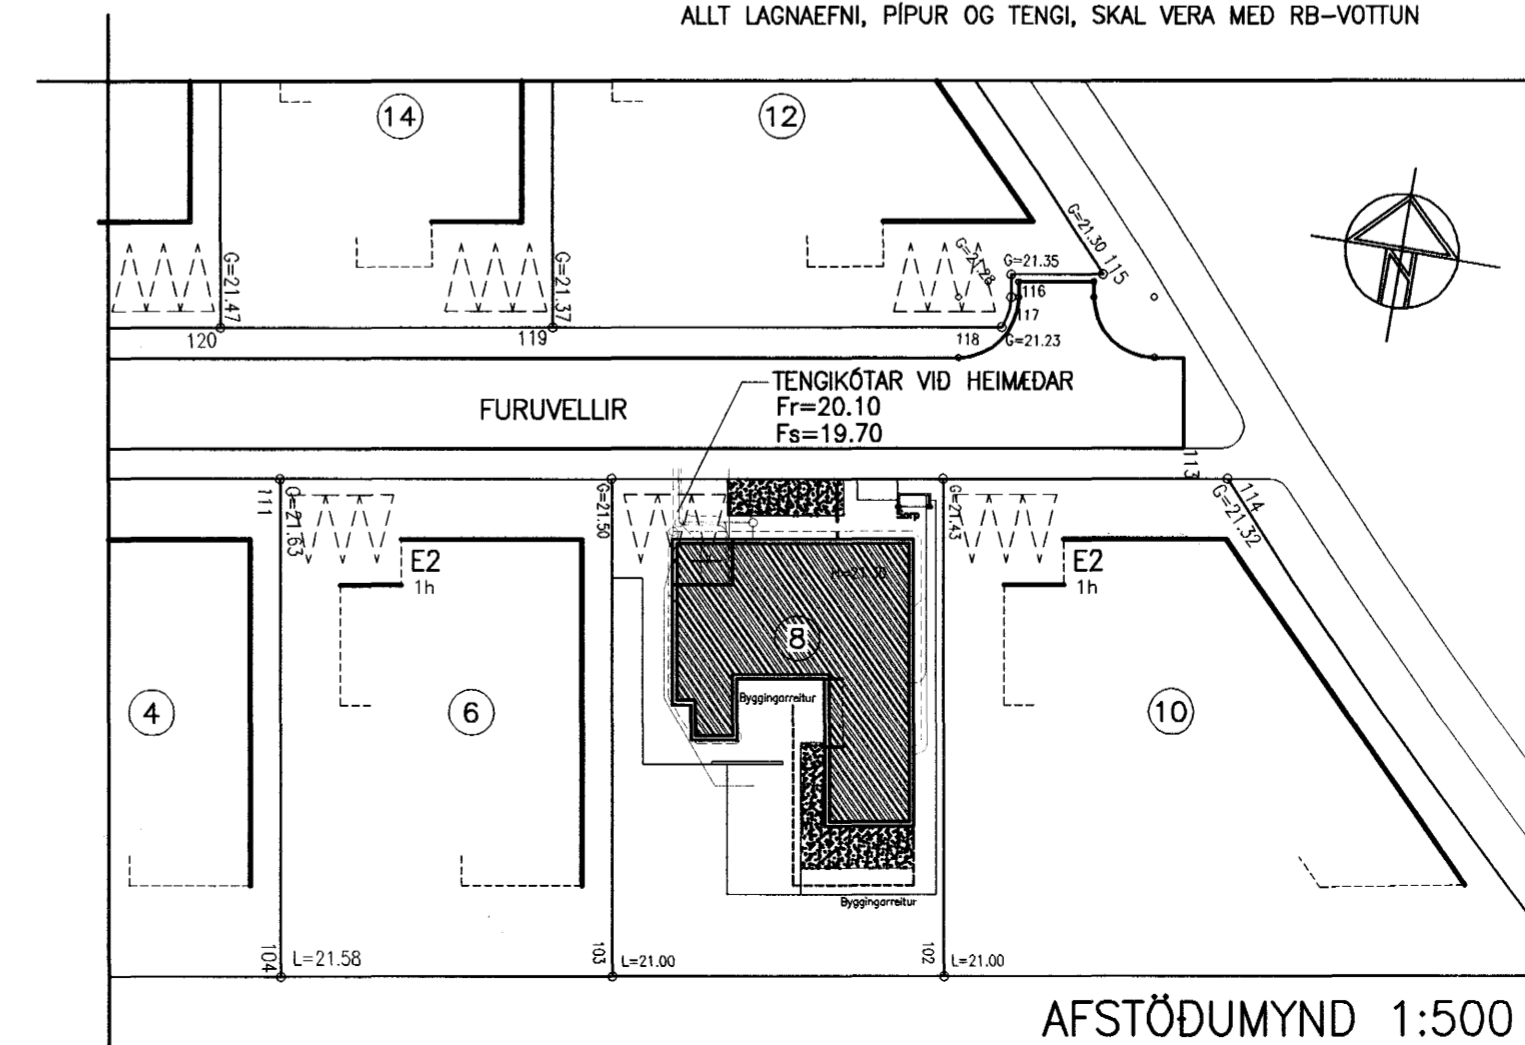 ALLT LAGNAEFNI, PÍPUR OG TENGI, SKAL VERA MEÐ RB-VOTTUN
14
12
G=21.47
G=21.37
G=21.28
G=21.30
115
G=21.35
116
117
120
119
118
G=21.23
TENGIKÓTAR VIÐ HEIMÆÐAR
Fr=20.10
Fs=19.70
FURUVELLIR
113
111
G=21.63
G=21.50
G=21.43
114
G=21.32
Sorp
E2
1h
E2
1h
8
4
6
10
Byggingarreitur
Byggingarreitur
104
L=21.58
103
L=21.00
102
L=21.00
AFSTÖÐUMYND 1:500